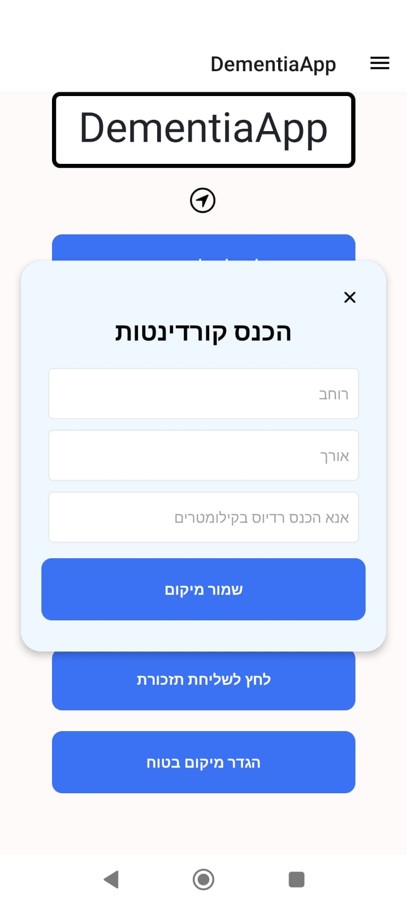 DementiaApp
DementiaApp
הכנס קורדינטות
רוחב
אורך
אנא הכנס רדיוס בקילומטרים
שמור מיקום
לחץ לשליחת תזכורת
הגדר מיקום בטוח